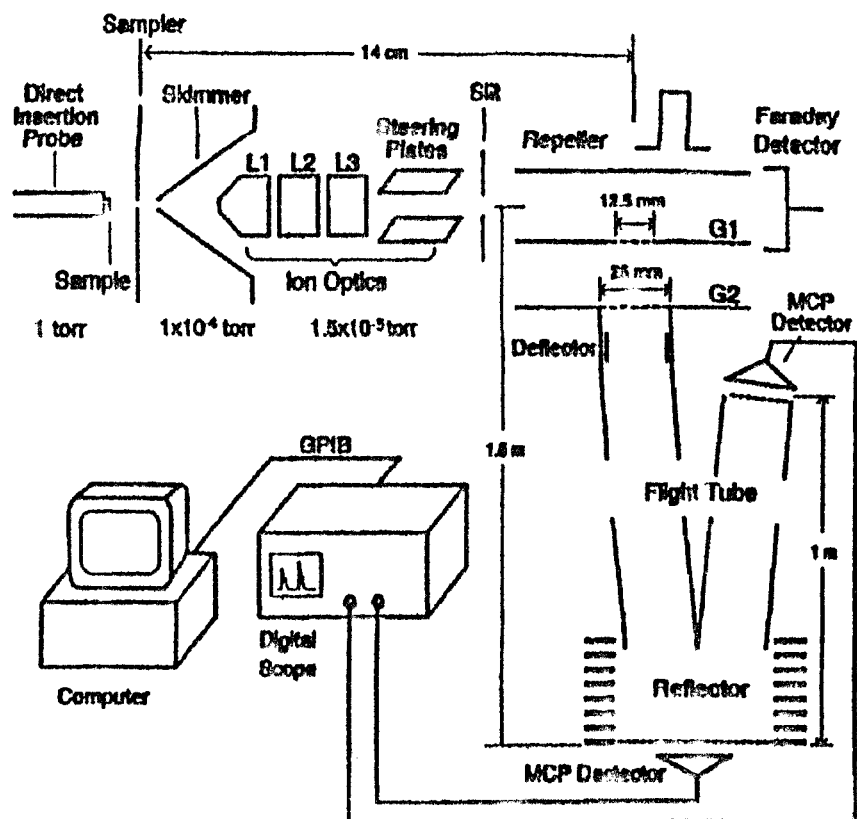 Sampler
14 cm
Direct
Insertion
Probe
Skimmer
SR
Steering
Plates
Repeller
Faraday
Detector
L1 L2 L3
12.5 mm
G1
Sample
Ion Optics
25 mm
G2
1 torr
1x10-4 torr
1.5x10-5 torr
MCP
Detector
Deflector
GPIB
1.5 m
Flight Tube
1 m
Digital
Scope
Computer
Reflector
MCP Detector